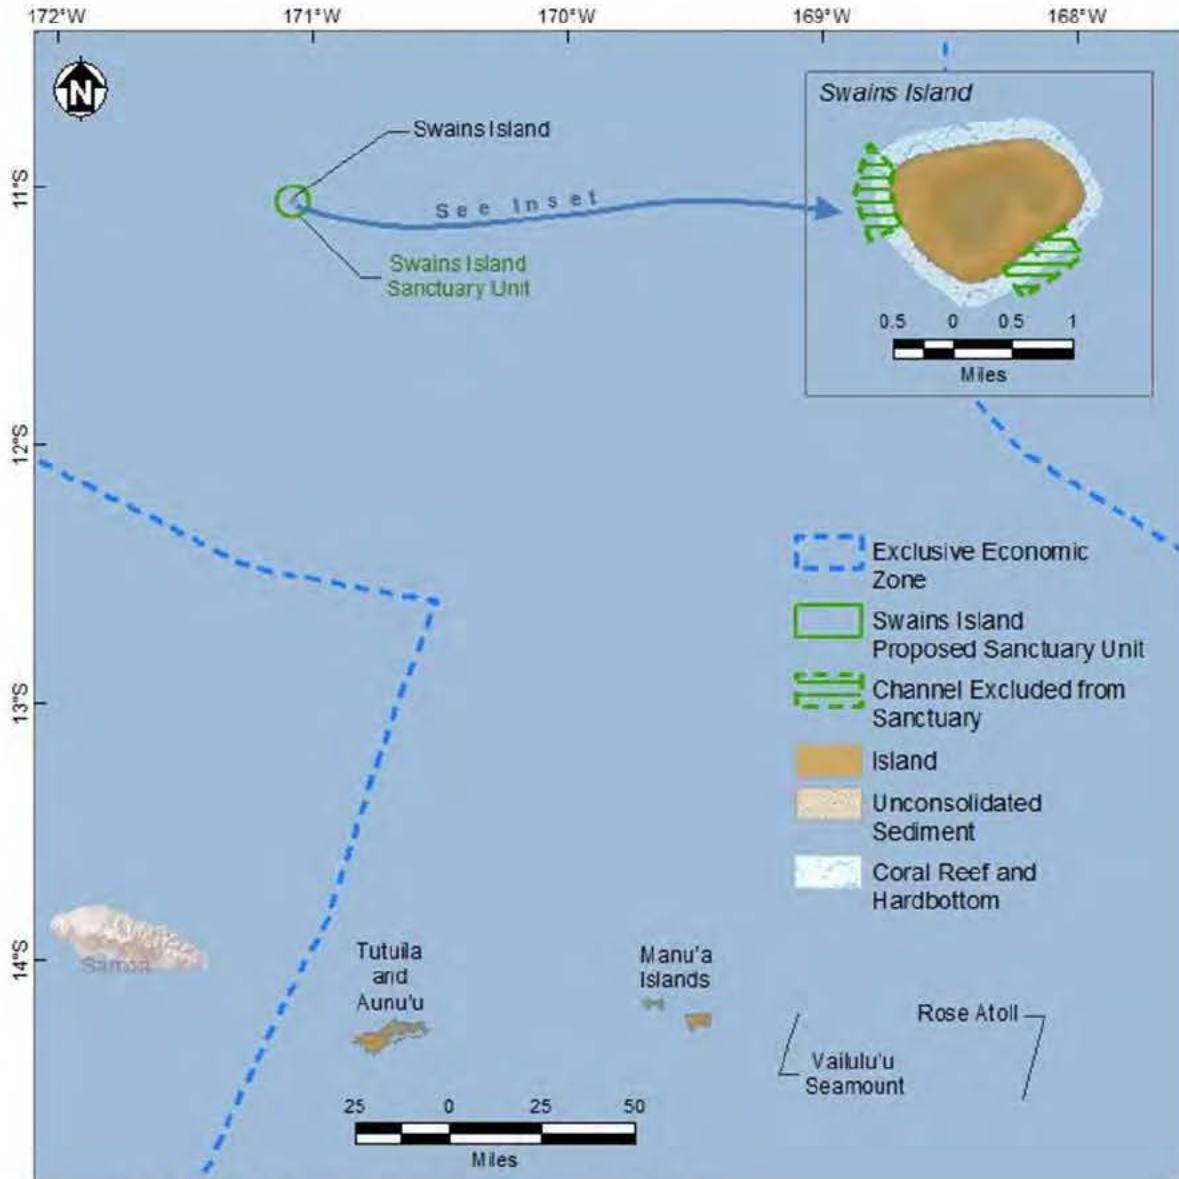 172°W 171°W 170°W 169°W 168°W
N
Swains Island
Swains Island
11°S
See Inset
Swains Island
Sanctuary Unit
0.5 0 0.5 1
Miles
12°S
Exclusive Economic
Zone
Swains Island
Proposed Sanctuary Unit
Channel Excluded from
Sanctuary
13°S
Island
Unconsolidated
Sediment
Coral Reef and
Hardbottom
14°S
Samoa
Tutuila
and
Aunu'u
Manu'a
Islands
Rose Atoll
Vailulu'u
Seamount
25 0 25 50
Miles